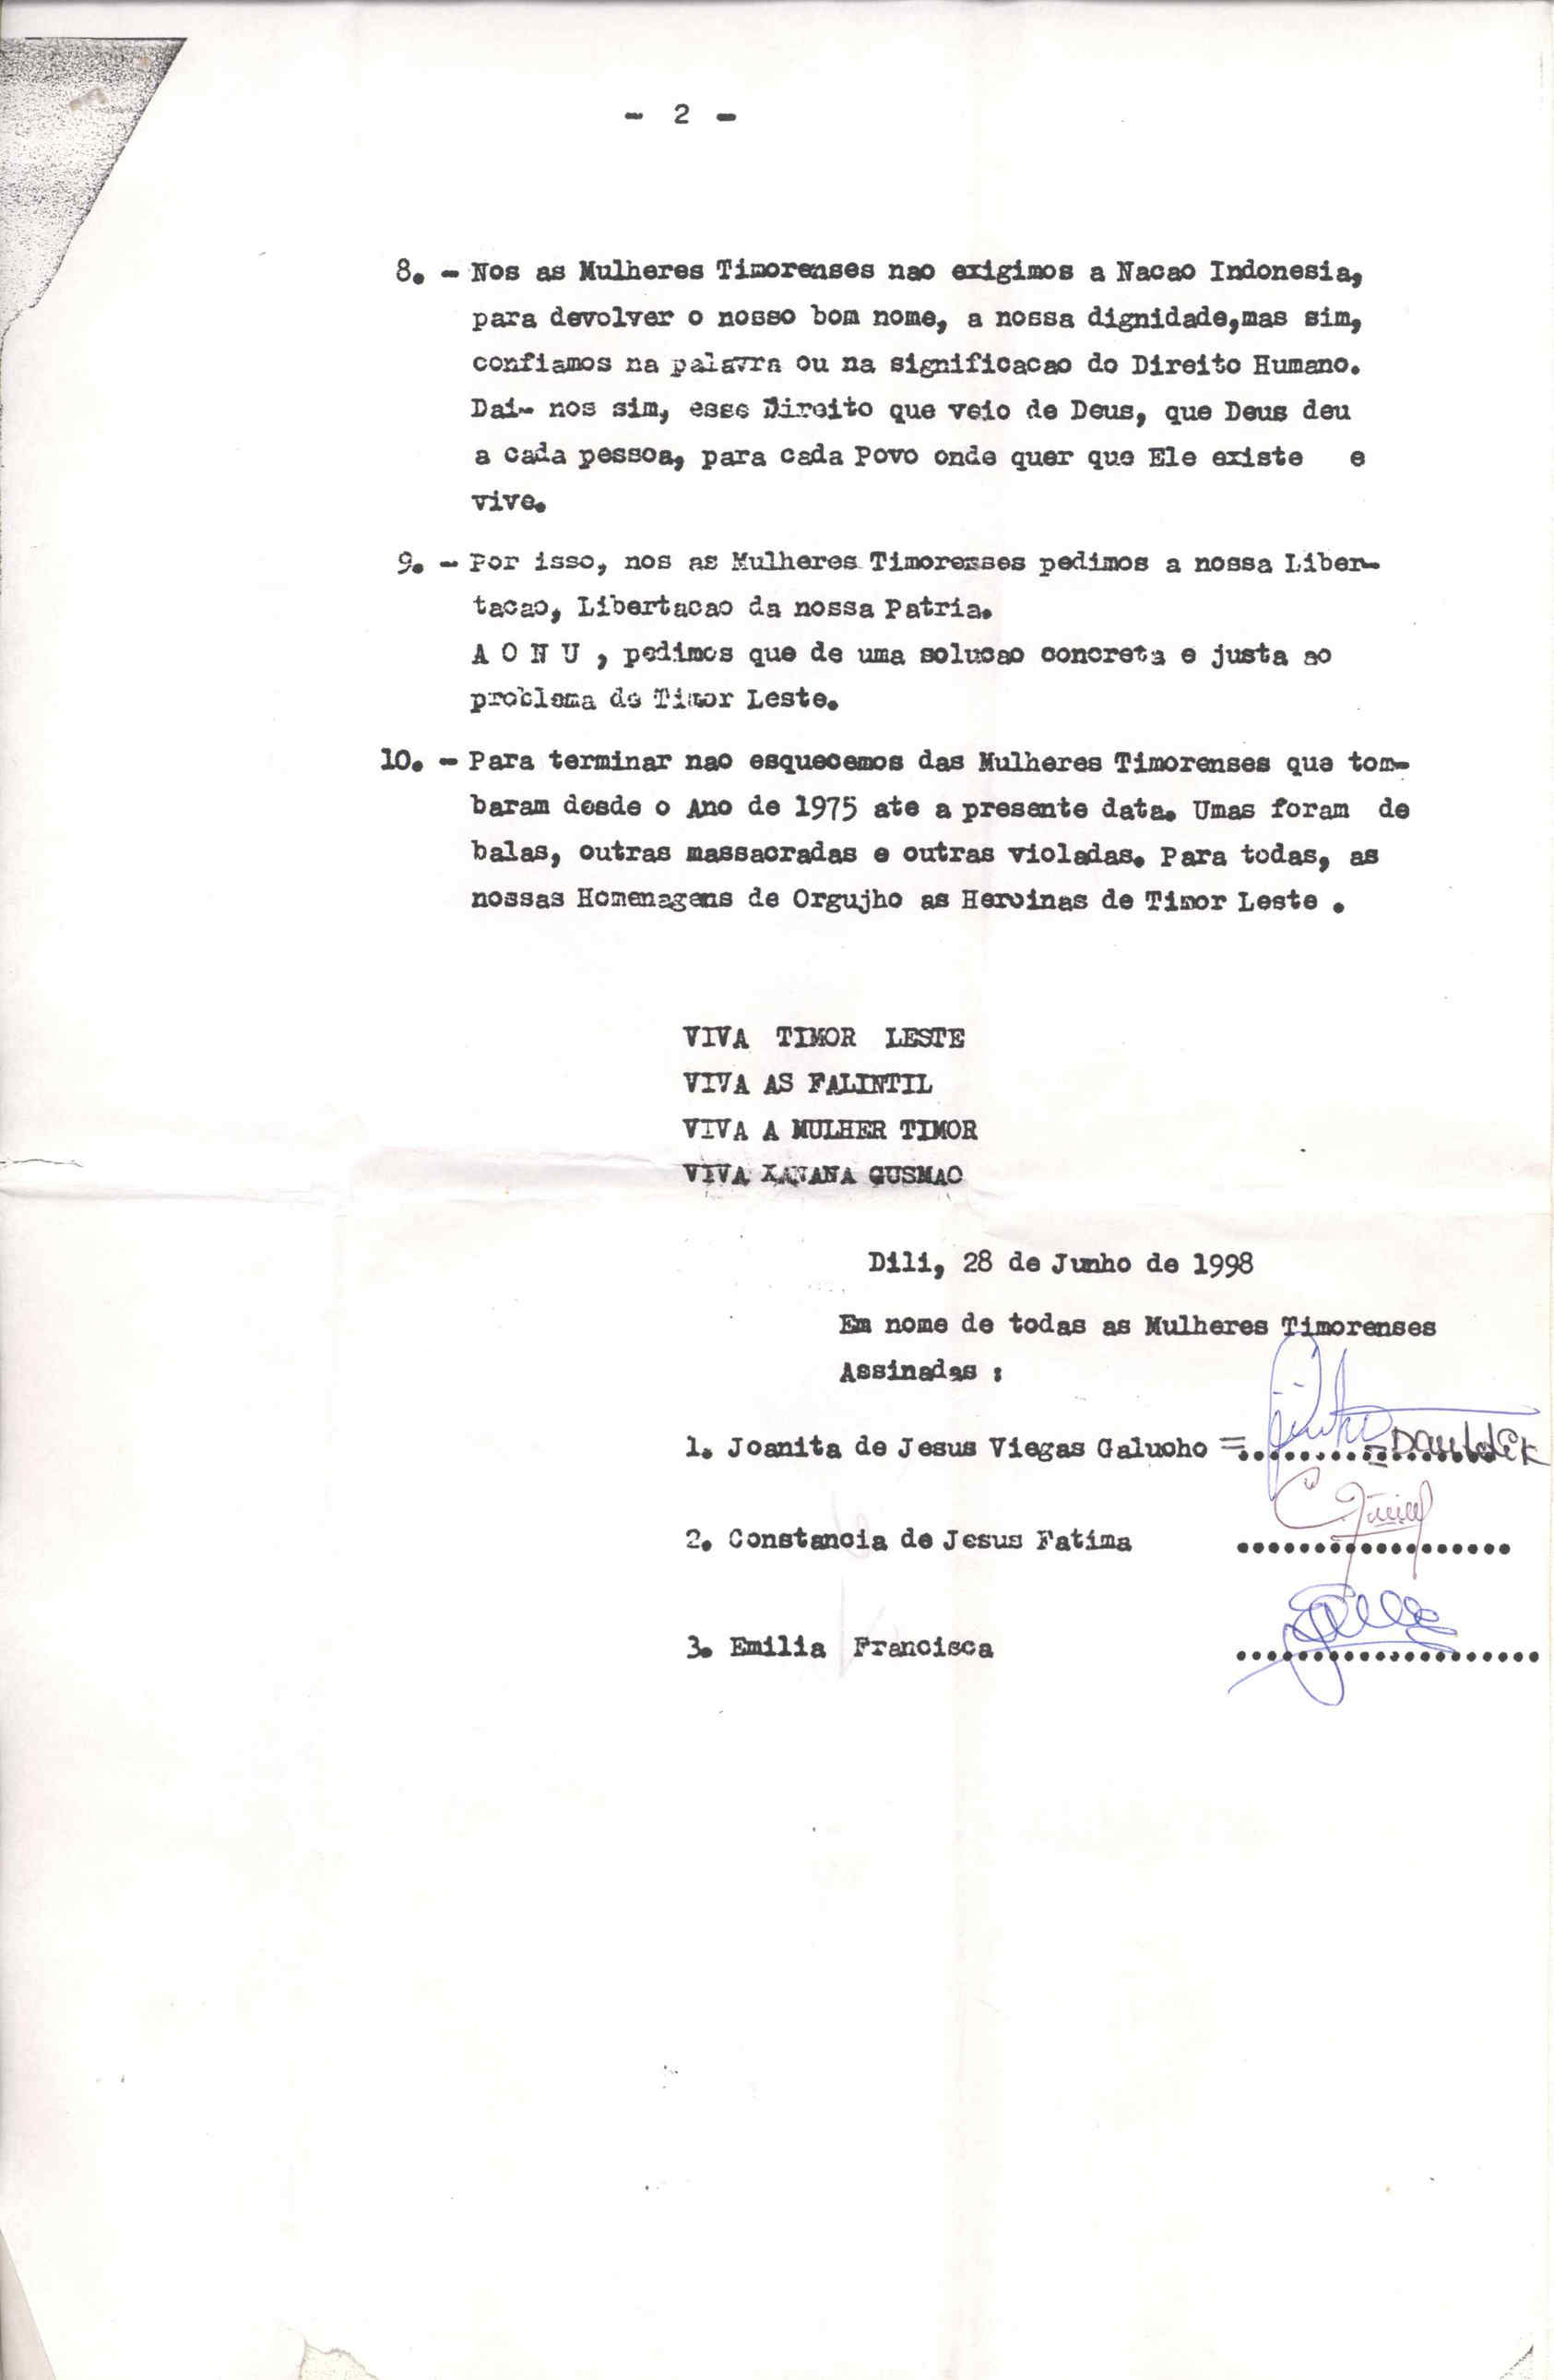 - 2 -
8. - Nos as Mulheres Timorenses nao exigimos a Nacao Indonesia,
para devolver o nosso bom nome, a nossa dignidade,mas sim,
confiamos na palavra ou na significacao do Direito Humano.
Dai- nos sim, esse Direito que veio de Deus, que Deus deu
a cada pessoa, para cada Povo onde quer que Ele existe e
vive.
9. - Por isso, nos as Mulheres Timorenses pedimos a nossa Liber-
tacao, Libertacao da nossa Patria.
A O N U , pedimos que de uma solucao concreta e justa ao
problema de Timor Leste.
10. - Para terminar nao esquecemos das Mulheres Timorenses que tom-
baram desde o Ano de 1975 ate a presente data. Umas foram de
balas, outras massacradas e outras violadas. Para todas, as
nossas Homenagens de Orgujho as Heroinas de Timor Leste .
VIVA TIMOR LESTE
VIVA AS FALINTIL
VIVA A MULHER TIMOR
VIVA XANANA GUSMAO
Dili, 28 de Junho de 1998
Em nome de todas as Mulheres Timorenses
Assinadas :
1. Joanita de Jesus Viegas Galucho =..................
2. Constancia de Jesus Fatima ..................
3. Emilia Francisca ....................